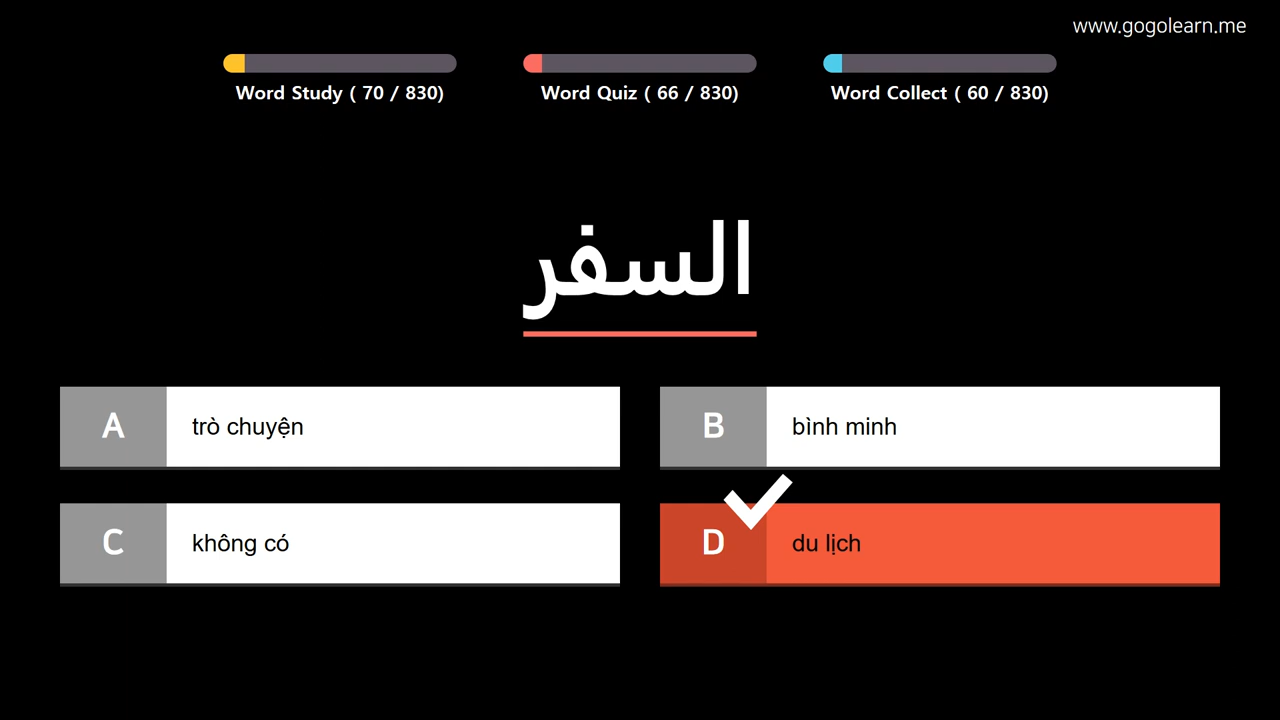 www.gogolearn.me
Word Study ( 70 / 830)
Word Quiz ( 66 / 830)
Word Collect ( 60 / 830)
السفر
A
trò chuyện
B
bình minh
C
không có
D
du lịch